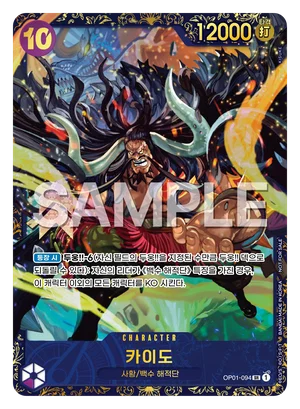 10
12000
打
SAMPLE
등장 시 두웅!!-6(자신 필드의 두웅!!을 지정된 수만큼 두웅!! 덱으로
되돌릴 수 있다): 자신의 리더가 《백수 해적단》 특징을 가진 경우,
이 캐릭터 이외의 모든 캐릭터를 KO 시킨다.
CHARACTER
카이도
사황/백수 해적단
OP01-094 SR 1